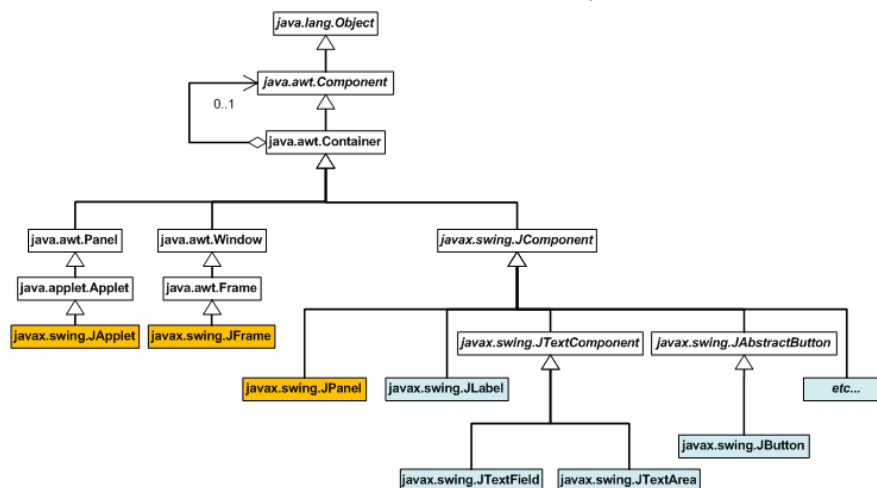 java.lang.Object
java.awt.Component
0..1
java.awt.Container
java.awt.Panel
java.awt.Window
javax.swing.JComponent
java.applet.Applet
java.awt.Frame
javax.swing.JApplet
javax.swing.JFrame
javax.swing.JTextComponent
javax.swing.JAbstractButton
javax.swing.JPanel
javax.swing.JLabel
etc...
javax.swing.JButton
javax.swing.JTextField
javax.swing.JTextArea